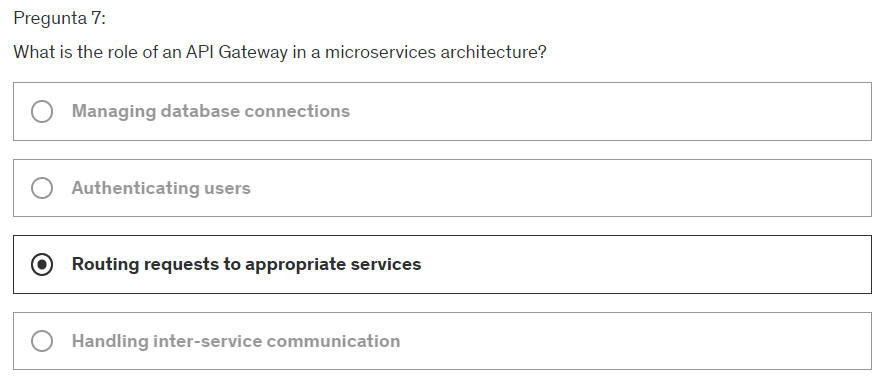 Pregunta 7:
What is the role of an API Gateway in a microservices architecture?
Managing database connections
Authenticating users
Routing requests to appropriate services
Handling inter-service communication